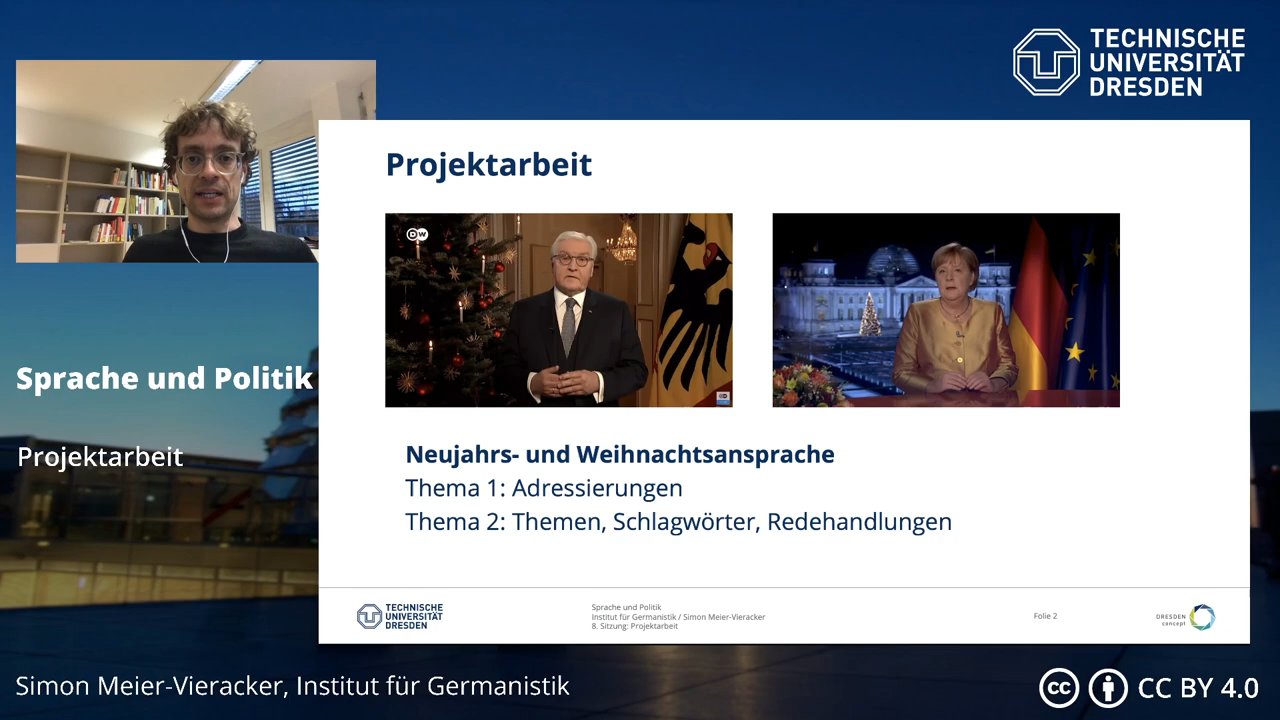 TECHNISCHE
UNIVERSITÄT
DRESDEN
Projektarbeit
DW
Sprache und Politik
Projektarbeit
Neujahrs- und Weihnachtsansprache
Thema 1: Adressierungen
Thema 2: Themen, Schlagwörter, Redehandlungen
TECHNISCHE
UNIVERSITÄT
DRESDEN
Sprache und Politik
Institut für Germanistik / Simon Meier-Vieracker
8. Sitzung: Projektarbeit
Folie 2
DRESDEN
concept
Simon Meier-Vieracker, Institut für Germanistik
cc CC BY 4.0